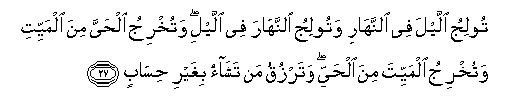 تُولِجُ ٱلَّيْلَ فِى ٱلنَّهَارِ وَتُولِجُ ٱلنَّهَارَ فِى ٱلَّيْلِ ۖ وَتُخْرِجُ ٱلْحَىَّ مِنَ ٱلْمَيِّتِ
وَتُخْرِجُ ٱلْمَيِّتَ مِنَ ٱلْحَىِّ ۖ وَتَرْزُقُ مَن تَشَآءُ بِغَيْرِ حِسَابٍ ﴿٢٧﴾